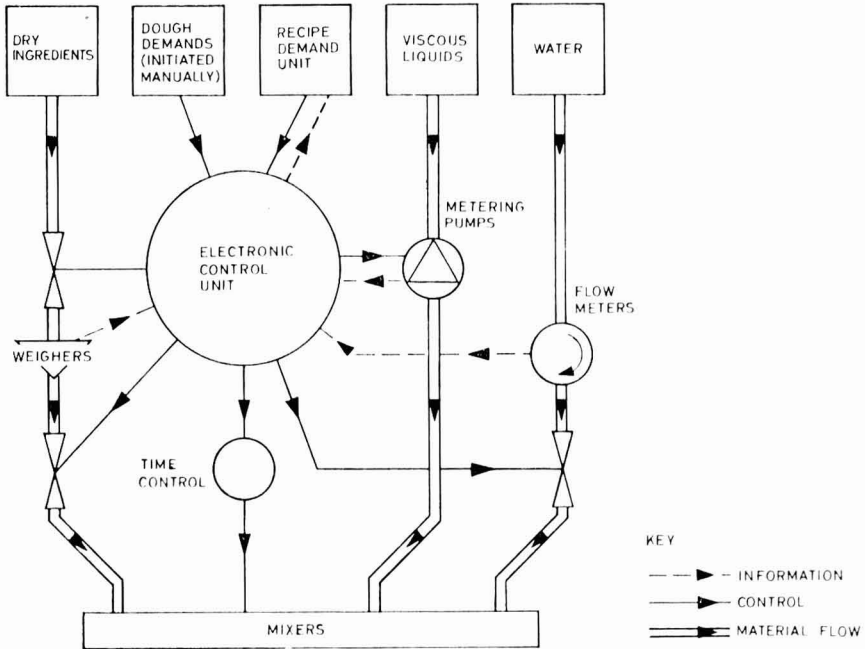 DRY
INGREDIENTS
DOUGH
DEMANDS
(INITIATED
MANUALLY)
RECIPE
DEMAND
UNIT
VISCOUS
LIQUIDS
WATER
METERING
PUMPS
ELECTRONIC
CONTROL
UNIT
FLOW
METERS
WEIGHERS
TIME
CONTROL
MIXERS
KEY
INFORMATION
CONTROL
MATERIAL FLOW